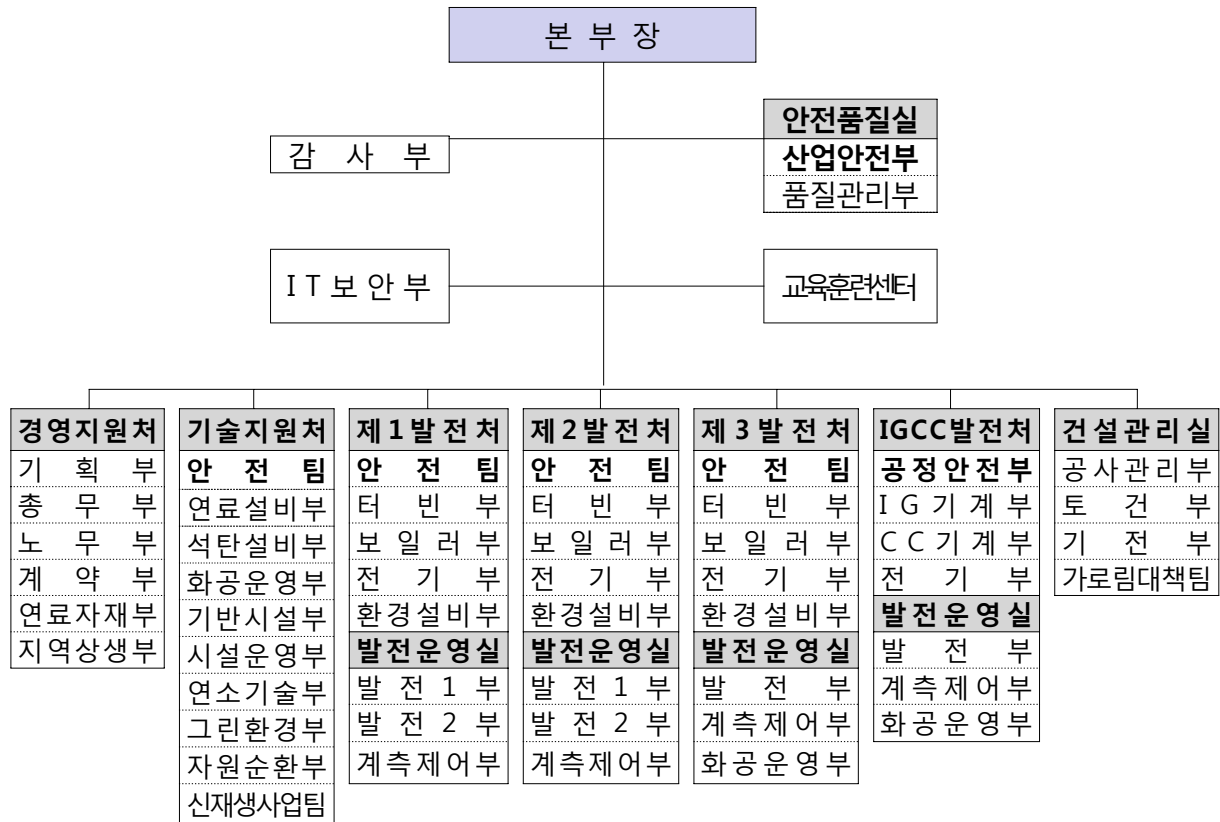 본 부 장
안전품질실
산업안전부
품질관리부
감 사 부
I T 보 안 부
교육훈련센터
경영지원처
기 획 부
총 무 부
노 무 부
계 약 부
연료자재부
지역상생부
기술지원처
안 전 팀
연료설비부
석탄설비부
화공운영부
기반시설부
시설운영부
연소기술부
그린환경부
자원순환부
신재생사업팀
제1발전처
안 전 팀
터 빈 부
보 일 러 부
전 기 부
환경설비부
발전운영실
발 전 1 부
발 전 2 부
계측제어부
제2발전처
안 전 팀
터 빈 부
보 일 러 부
전 기 부
환경설비부
발전운영실
발 전 1 부
발 전 2 부
계측제어부
제3발전처
안 전 팀
터 빈 부
보 일 러 부
전 기 부
환경설비부
발전운영실
발 전 부
계측제어부
화공운영부
IGCC발전처
공정안전부
I G 기 계 부
C C 기 계 부
전 기 부
발전운영실
발 전 부
계측제어부
화공운영부
건설관리실
공사관리부
토 건 부
기 전 부
가로림대책팀